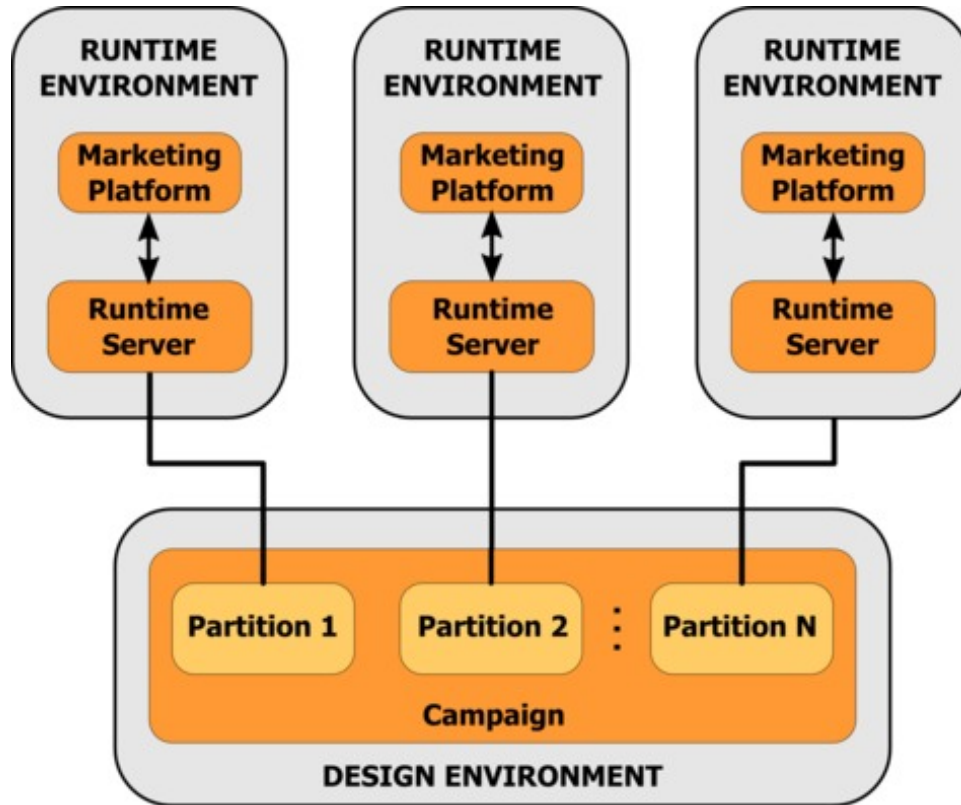 RUNTIME
ENVIRONMENT
Marketing
Platform
Runtime
Server
RUNTIME
ENVIRONMENT
Marketing
Platform
Runtime
Server
RUNTIME
ENVIRONMENT
Marketing
Platform
Runtime
Server
Partition 1
Partition 2
Partition N
Campaign
DESIGN ENVIRONMENT